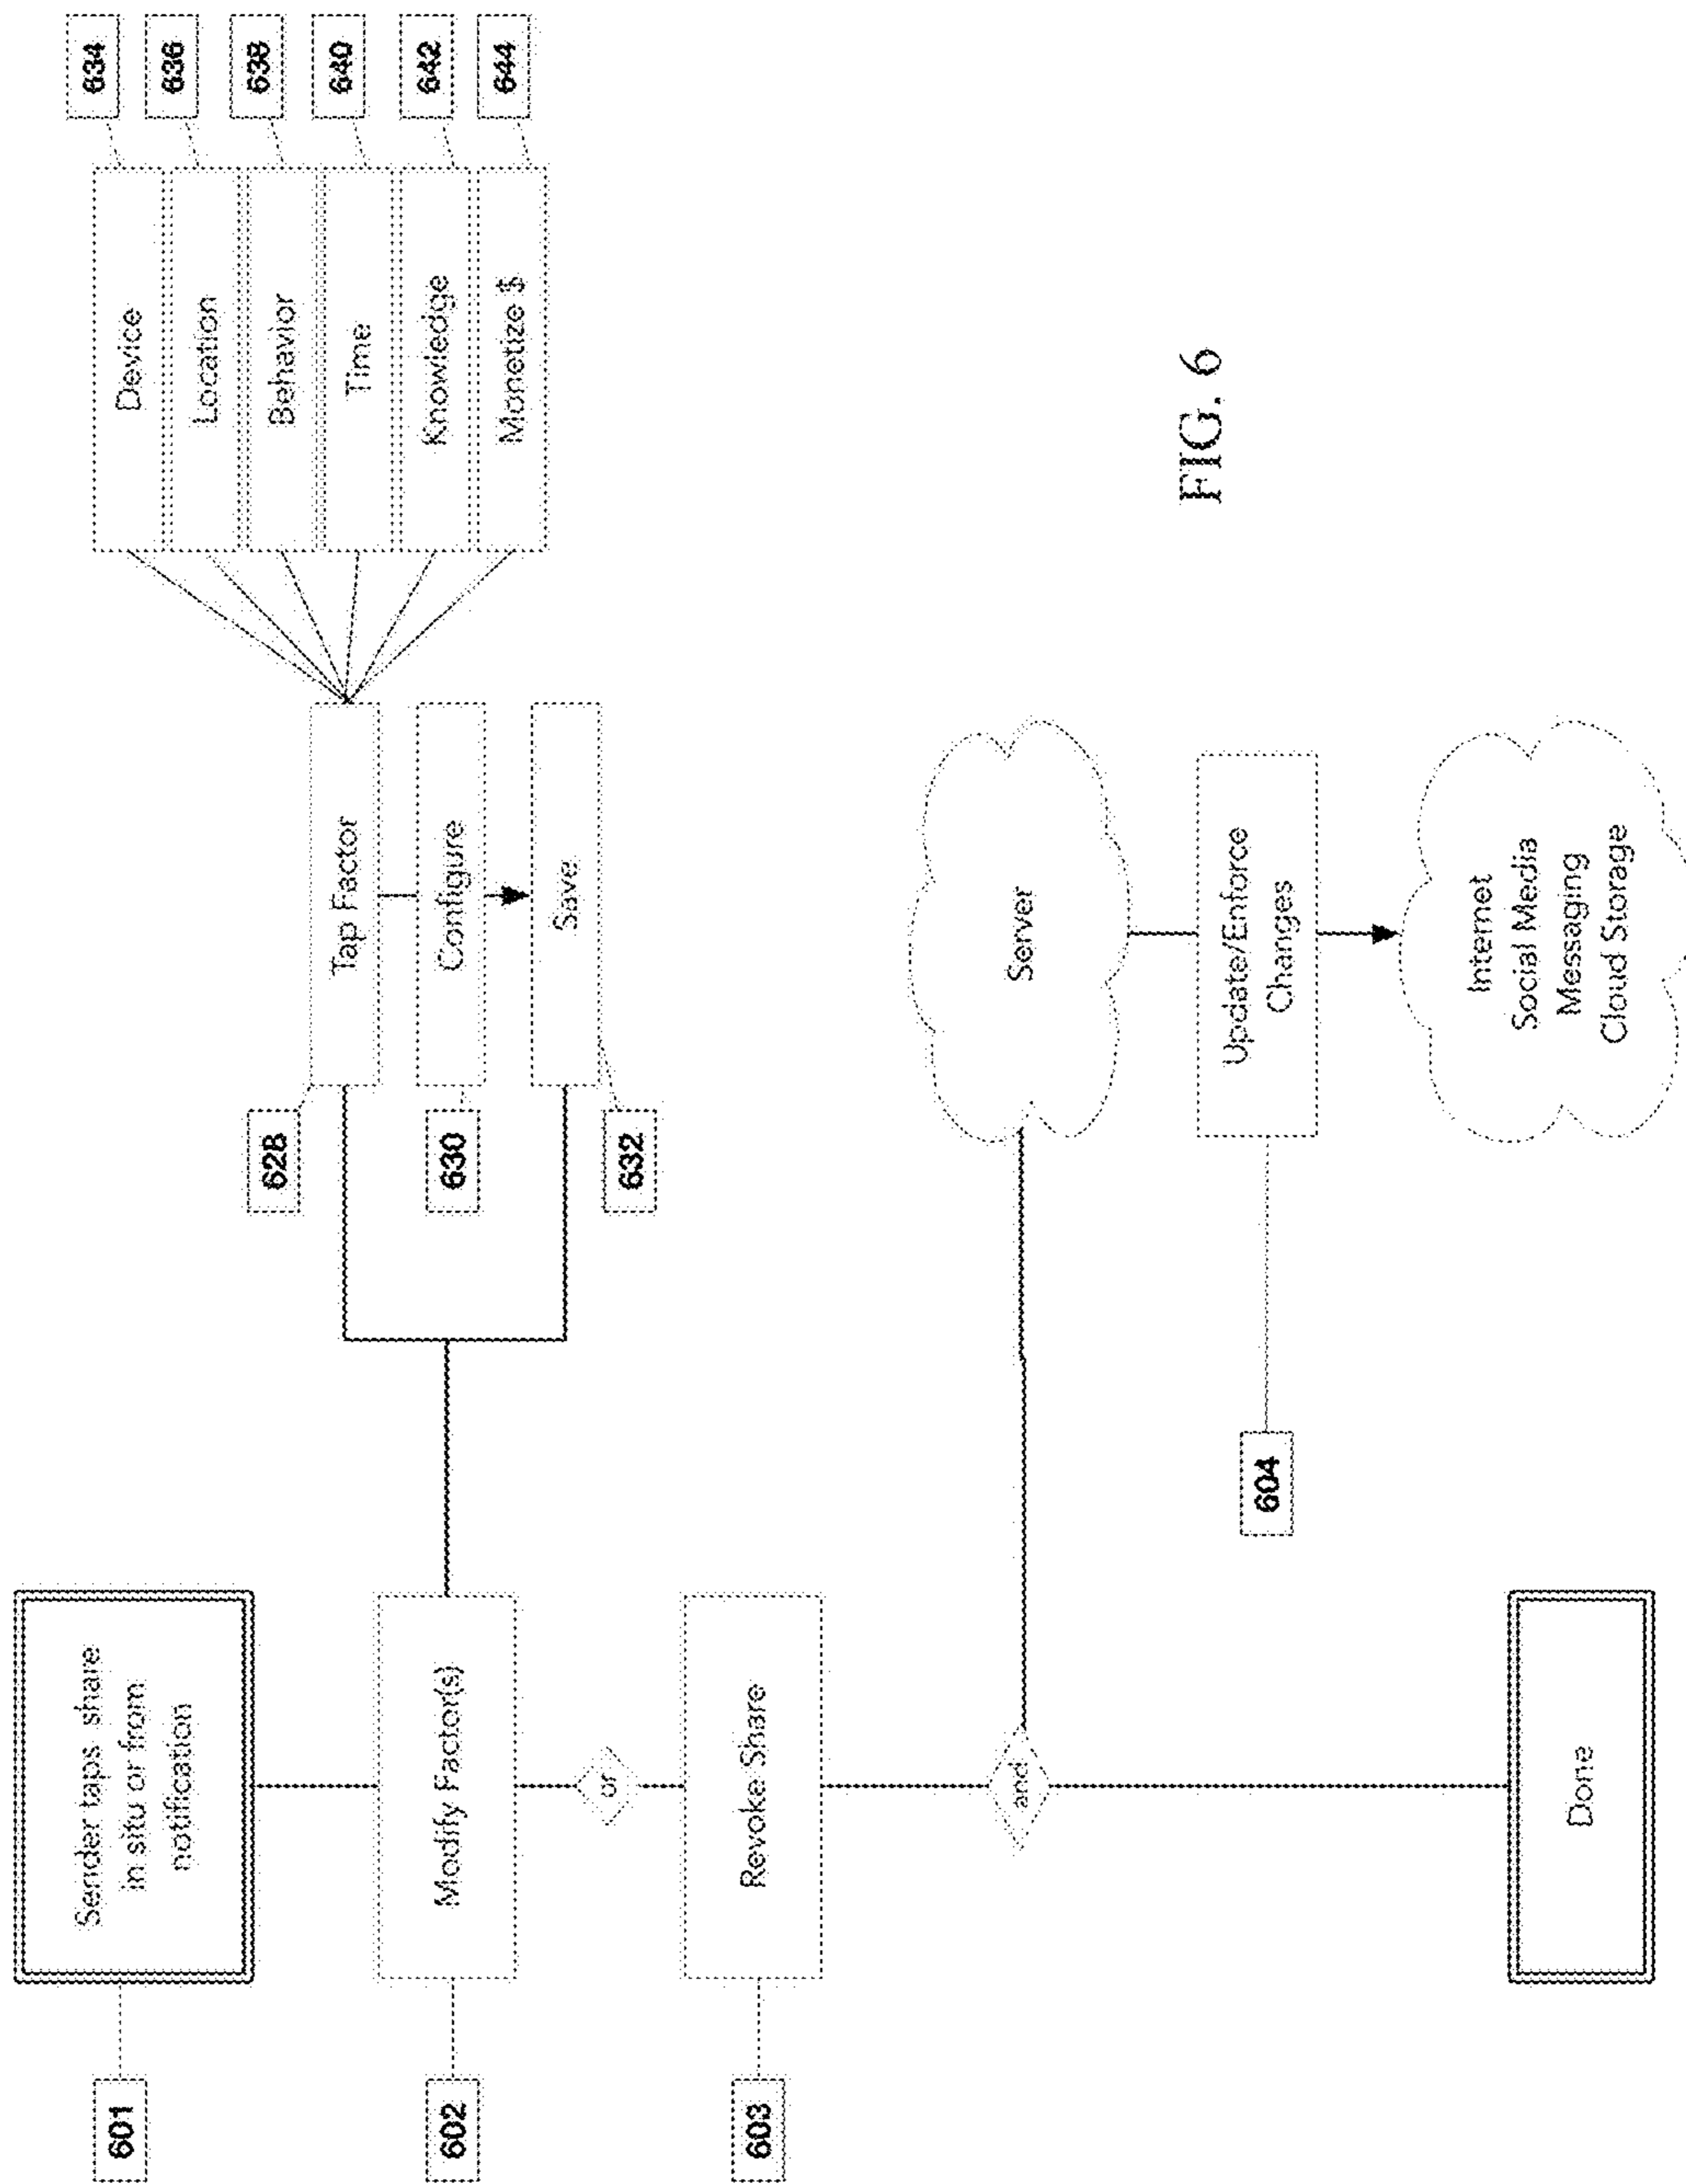 601
Sender taps share
in situ or from
notification
602
Modify Factor(s)
or
603
Revoke Share
and
Done
628
Tap Factor
630
Configure
632
Save
634
Device
636
Location
638
Behavior
640
Time
642
Knowledge
644
Monetize $
Server
604
Update/Enforce
Changes
Internet
Social Media
Messaging
Cloud Storage
FIG. 6